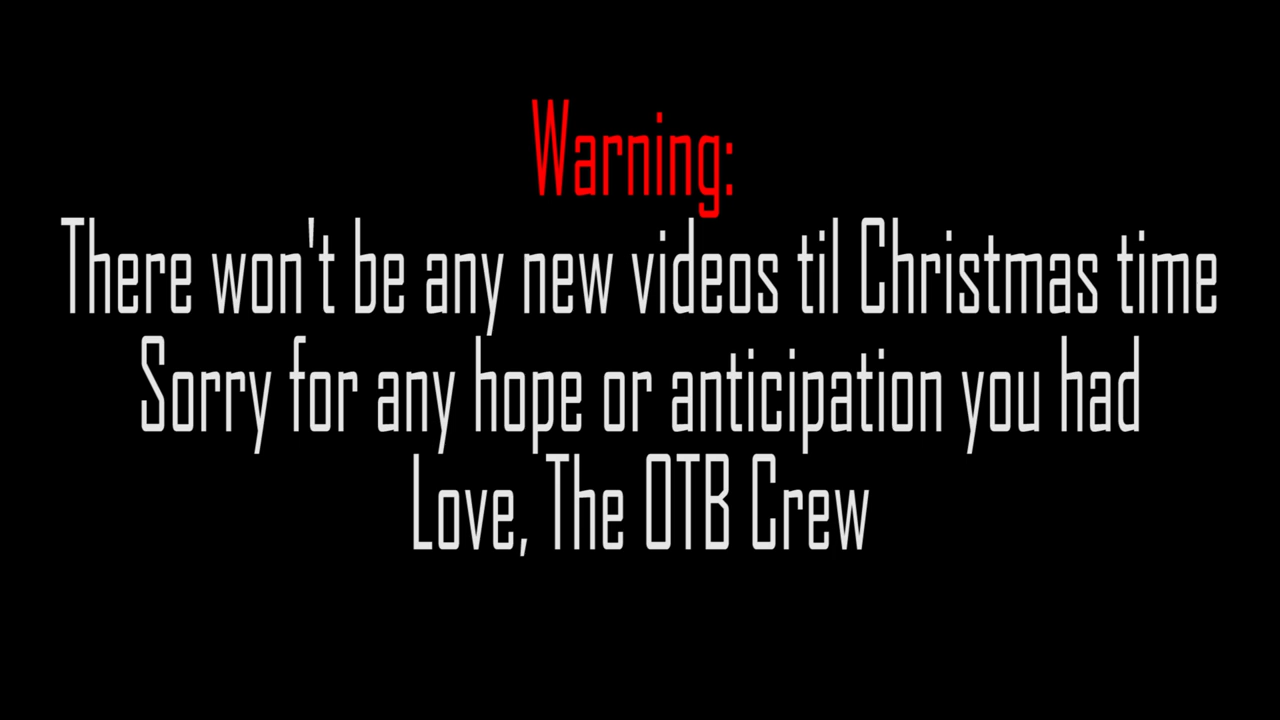 Warning:
There won't be any new videos til Christmas time
Sorry for any hope or anticipation you had
Love, The OTB Crew